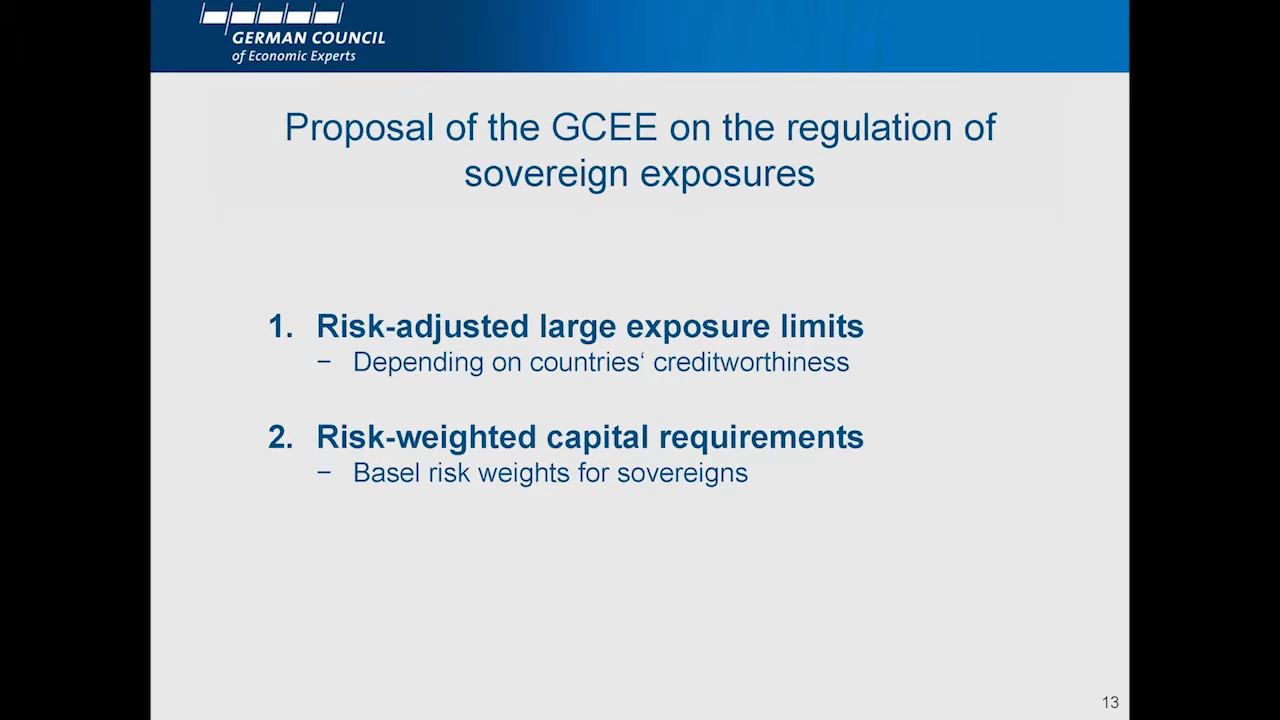 GERMAN COUNCIL
of Economic Experts
Proposal of the GCEE on the regulation of
sovereign exposures
1. Risk-adjusted large exposure limits
− Depending on countries‘ creditworthiness
2. Risk-weighted capital requirements
− Basel risk weights for sovereigns
13